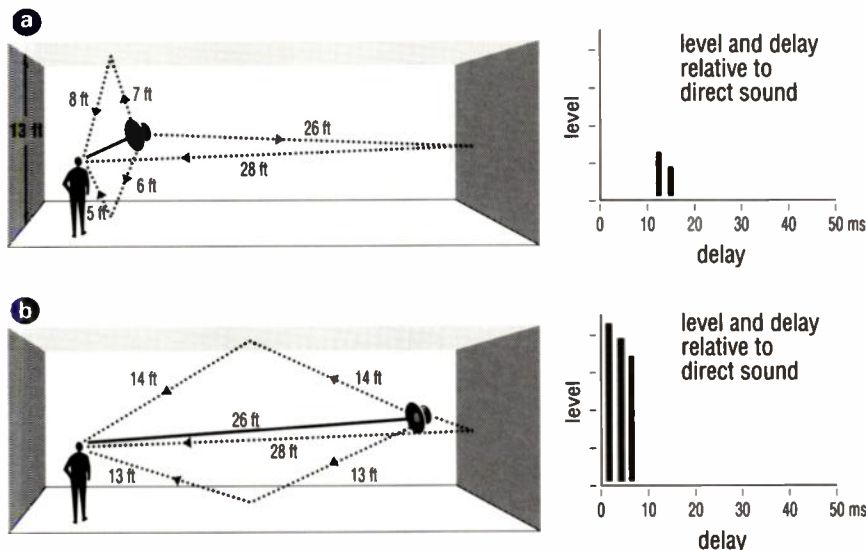 a
8 ft
7 ft
13 ft
26 ft
28 ft
6 ft
5 ft
level and delay
relative to
direct sound
level
0 10 20 30 40 50 ms
delay
b
14 ft
14 ft
26 ft
28 ft
13 ft
13 ft
level and delay
relative to
direct sound
level
0 10 20 30 40 50 ms
delay